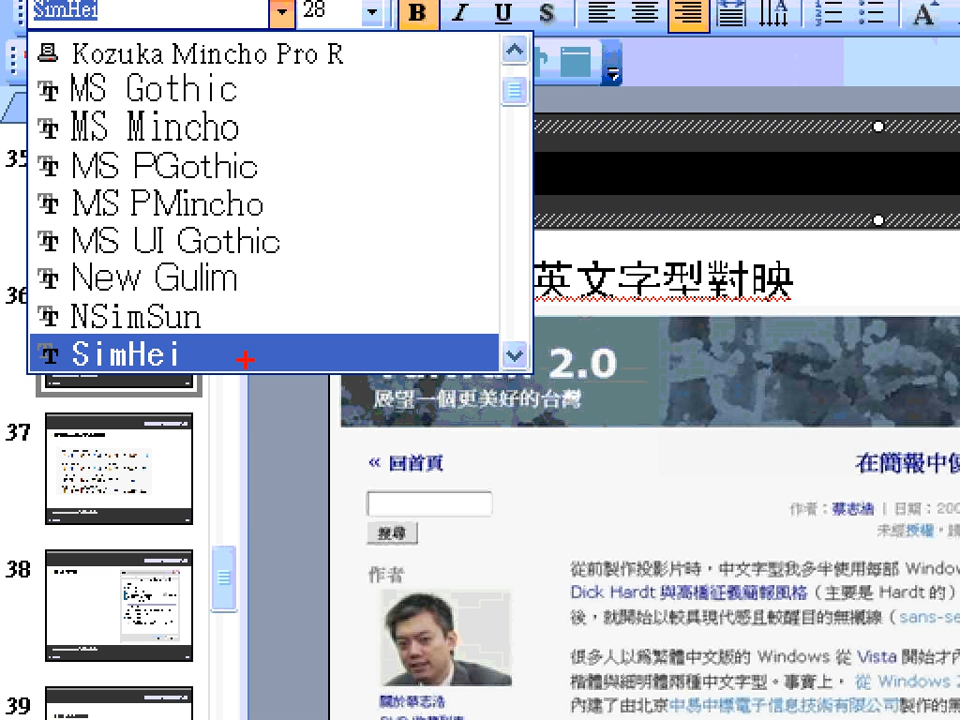 SimHei 28 B I U S A
Kozuka Mincho Pro R
MS Gothic
MS Mincho
MS PGothic
MS PMincho
MS UI Gothic
New Gulim
NSimSun
SimHei
35
36
37
38
39
英文字型對映
2.0
展望一個更美好的台灣
« 回首頁
在簡報中
搜尋
作者：蔡志浩 | 日期：200
未經授權，
作者
關於蔡志浩
從前製作投影片時，中文字型我多半使用每部 Window
Dick Hardt 與高橋征義簡報風格（主要是 Hardt 的）
後，就開始以較具現代感且較醒目的無襯線（sans-se
很多人以為繁體中文版的 Windows 從 Vista 開始才
楷體與細明體兩種中文字型。事實上，從 Windows 2
內建了由北京中易中標電子信息技術有限公司製作的